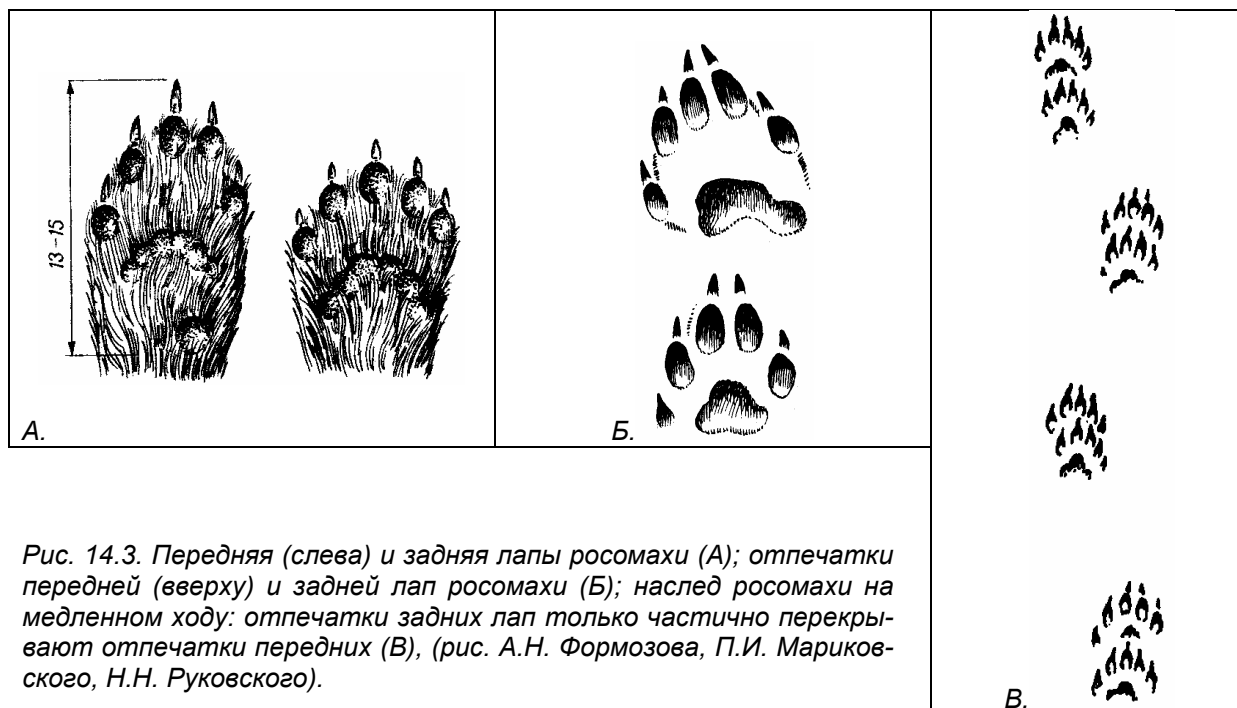 13-15
А.
Б.
В.
Рис. 14.3. Передняя (слева) и задняя лапы росомахи (А); отпечатки
передней (вверху) и задней лап росомахи (Б); наслед росомахи на
медленном ходу: отпечатки задних лап только частично перекры-
вают отпечатки передних (В), (рис. А.Н. Формозова, П.И. Мариков-
ского, Н.Н. Руковского).